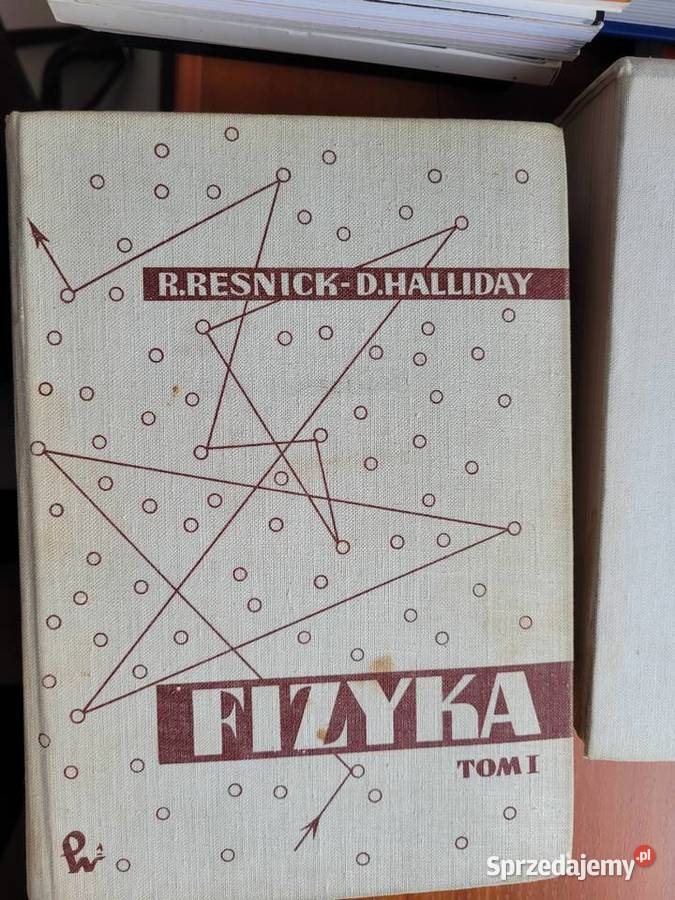 R.RESNICK-D.HALLIDAY
FIZYKA
TOM I
Sprzedajemy.pl